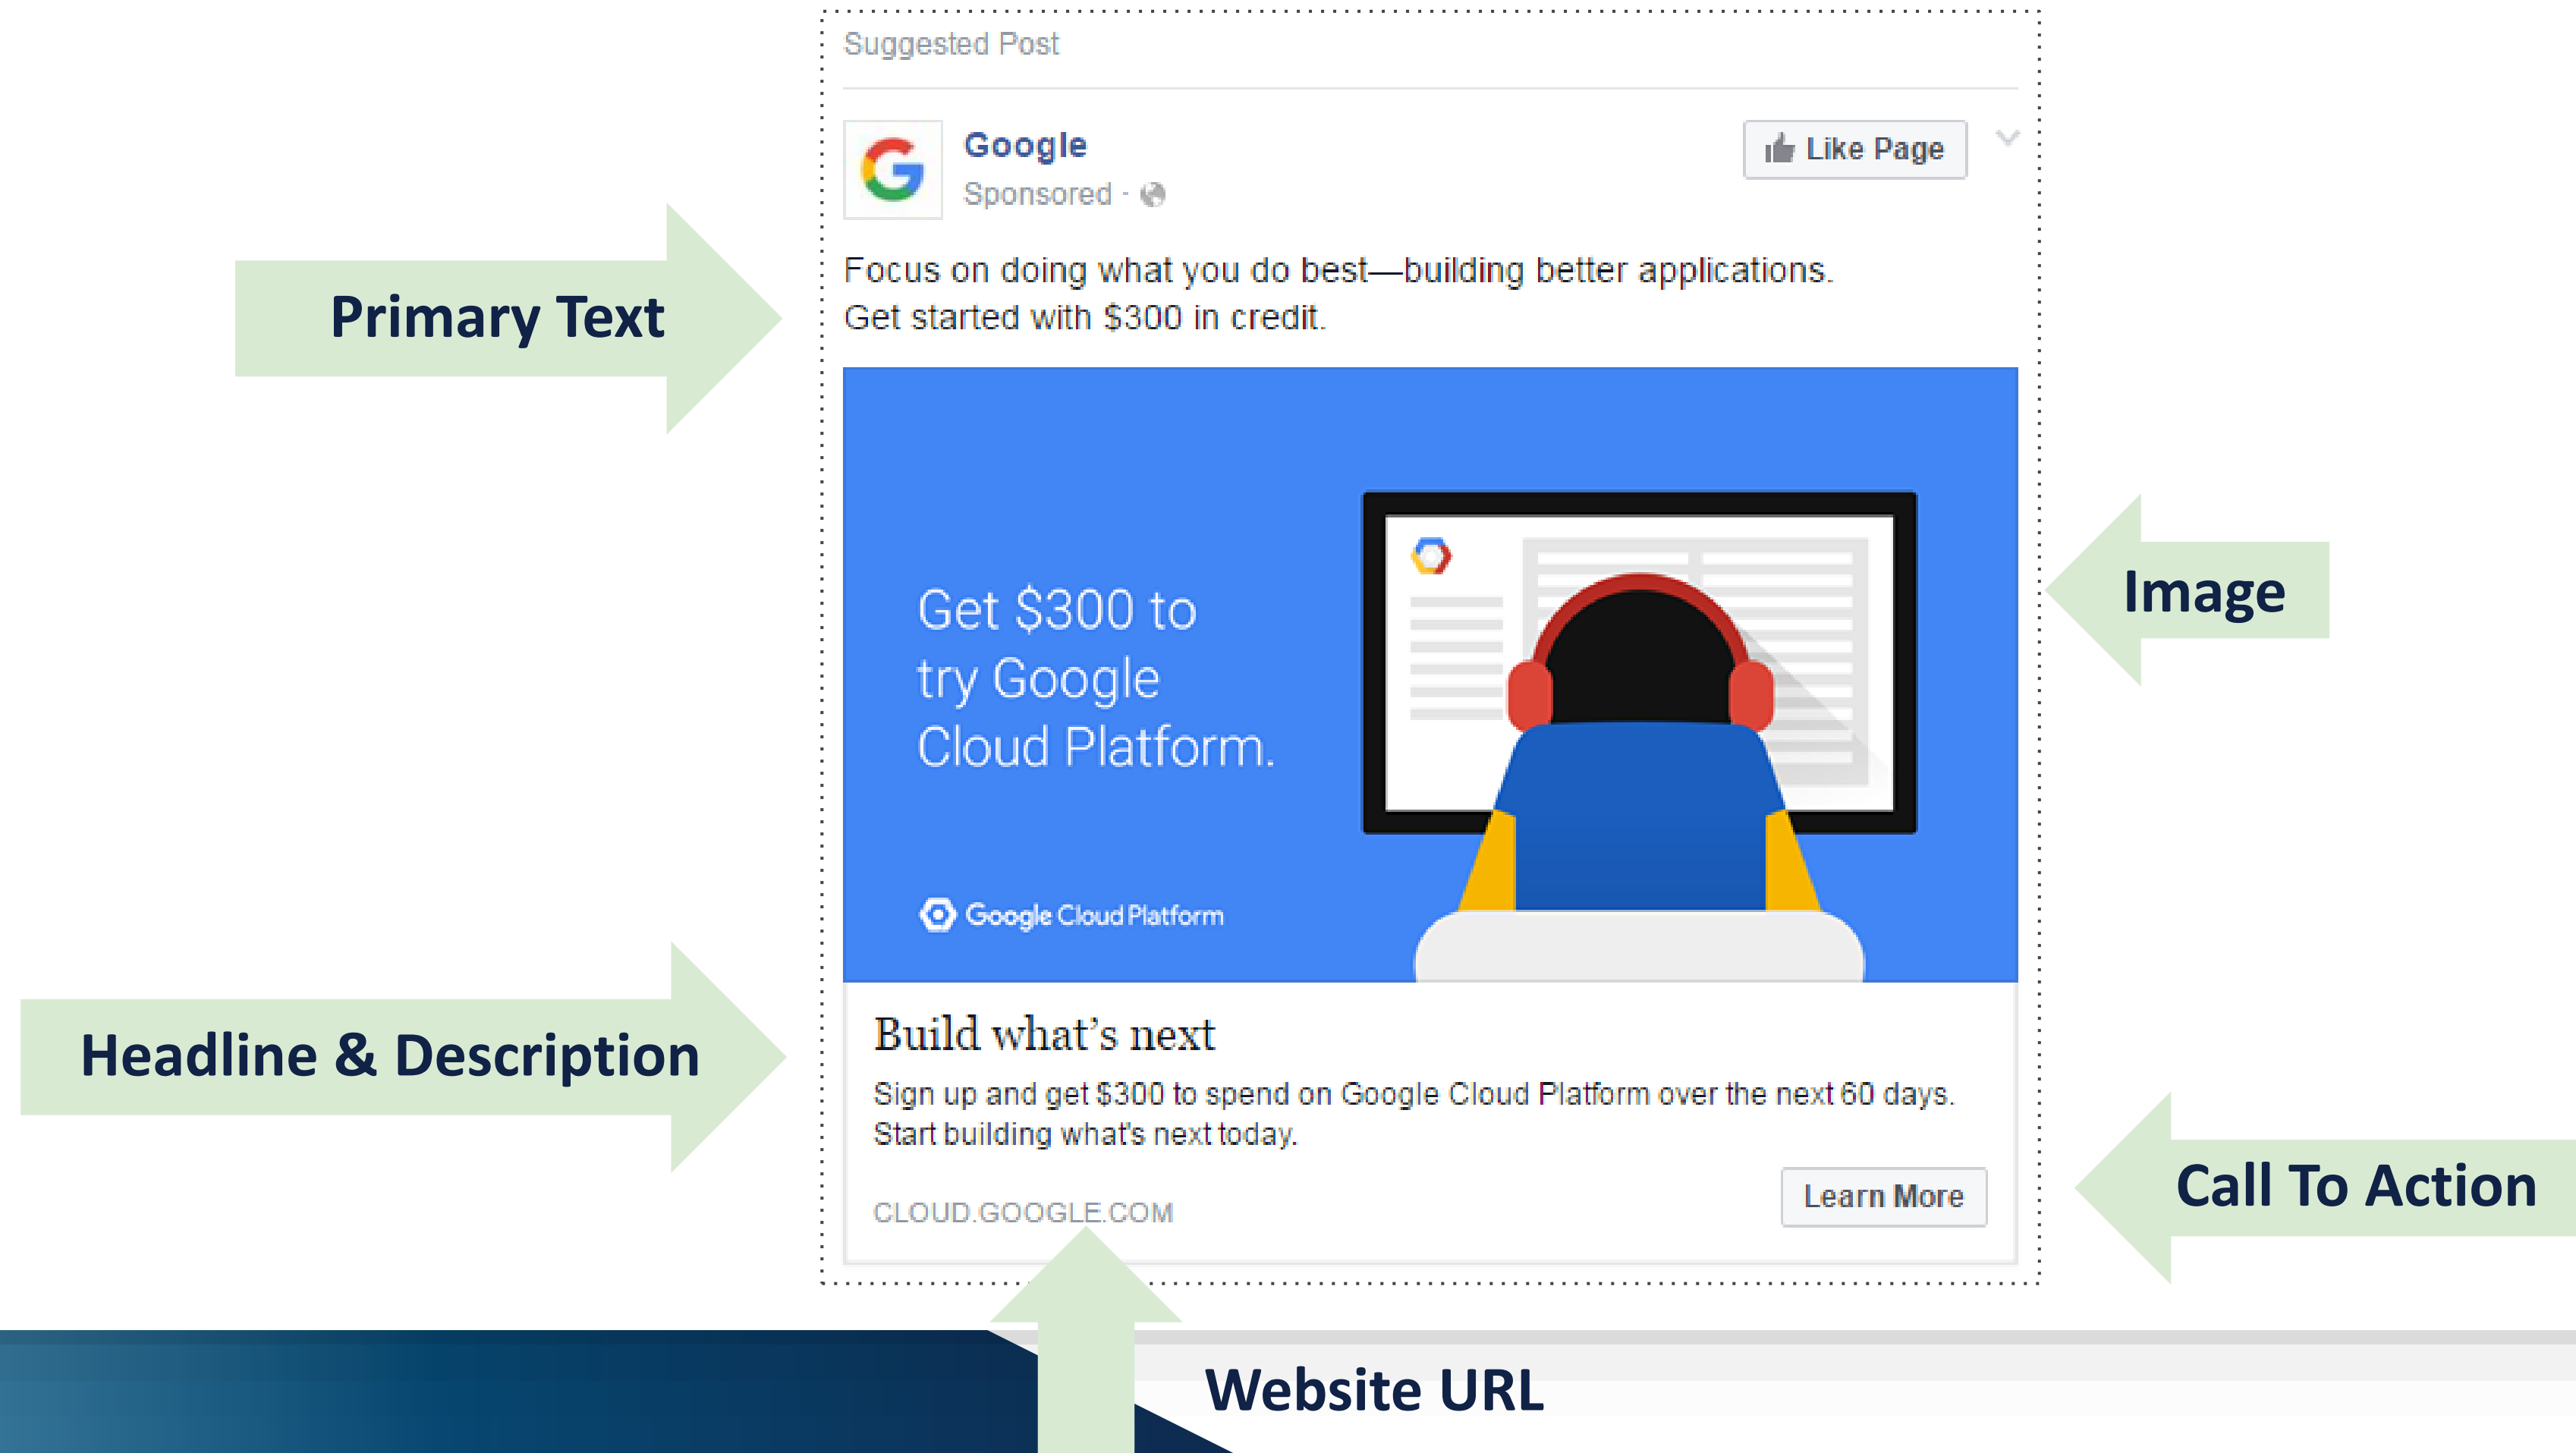 Suggested Post
Google
Sponsored ·
Like Page
Primary Text
Focus on doing what you do best—building better applications.
Get started with $300 in credit.
Image
Get $300 to
try Google
Cloud Platform.
Google Cloud Platform
Headline & Description
Build what’s next
Sign up and get $300 to spend on Google Cloud Platform over the next 60 days.
Start building what's next today.
Call To Action
CLOUD.GOOGLE.COM
Learn More
Website URL